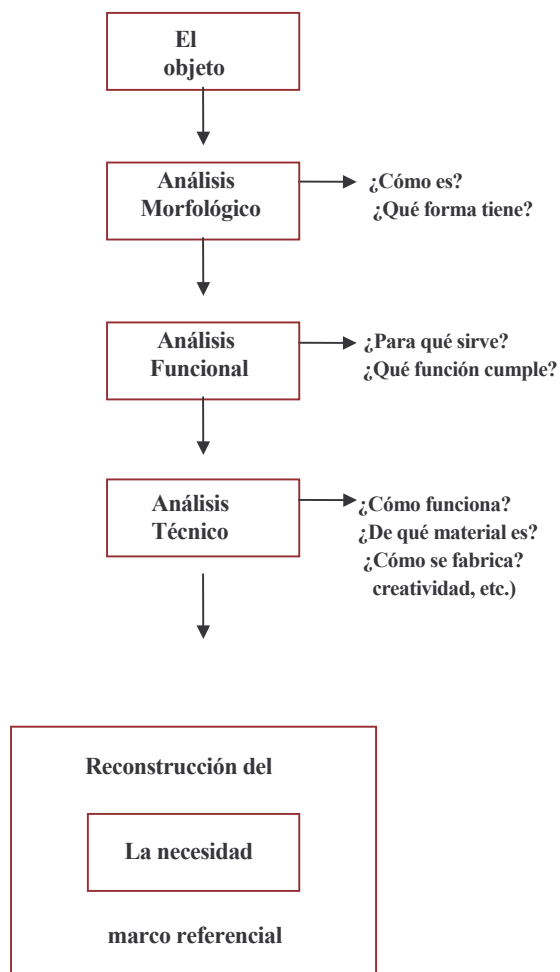 El
objeto
Análisis
Morfológico
¿Cómo es?
¿Qué forma tiene?
Análisis
Funcional
¿Para qué sirve?
¿Qué función cumple?
Análisis
Técnico
¿Cómo funciona?
¿De qué material es?
¿Cómo se fabrica?
creatividad, etc.)
Reconstrucción del
La necesidad
marco referencial